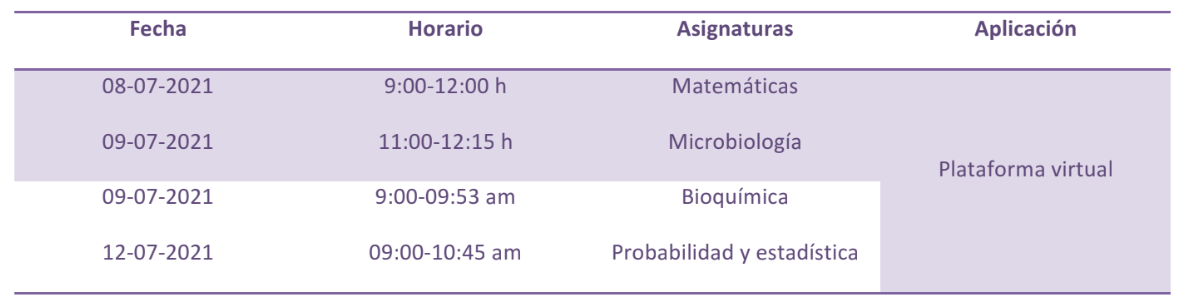 Fecha Horario Asignaturas Aplicación
08-07-2021 9:00-12:00 h Matemáticas
09-07-2021 11:00-12:15 h Microbiología
Plataforma virtual
09-07-2021 9:00-09:53 am Bioquímica
12-07-2021 09:00-10:45 am Probabilidad y estadística